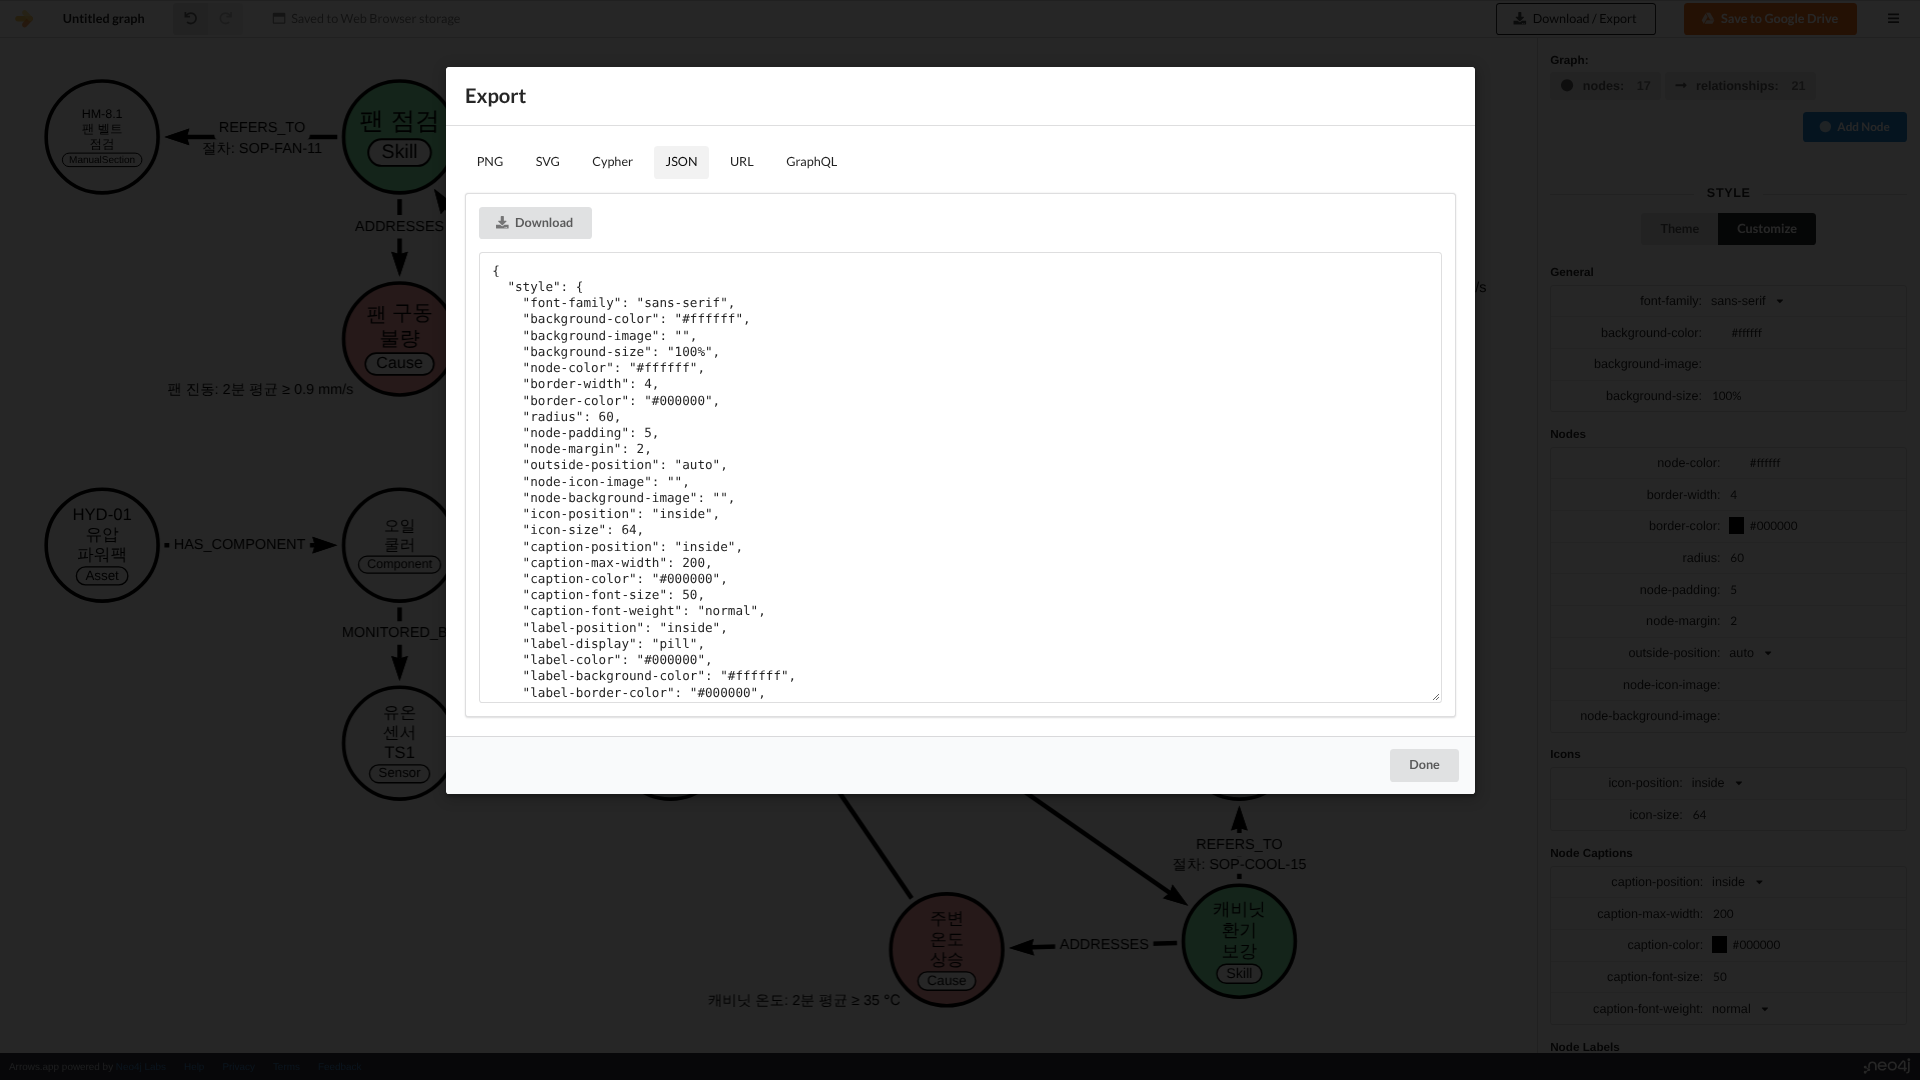 Untitled graph
Saved to Web Browser storage
Download / Export
Save to Google Drive
Export
PNG
SVG
Cypher
JSON
URL
GraphQL
Download
{
"style": {
"font-family": "sans-serif",
"background-color": "#ffffff",
"background-image": "",
"background-size": "100%",
"node-color": "#ffffff",
"border-width": 4,
"border-color": "#000000",
"radius": 60,
"node-padding": 5,
"node-margin": 2,
"outside-position": "auto",
"node-icon-image": "",
"node-background-image": "",
"icon-position": "inside",
"icon-size": 64,
"caption-position": "inside",
"caption-max-width": 200,
"caption-color": "#000000",
"caption-font-size": 50,
"caption-font-weight": "normal",
"label-position": "inside",
"label-display": "pill",
"label-color": "#000000",
"label-background-color": "#ffffff",
"label-border-color": "#000000",
Done
HM-8.1
팬 벨트
점검
ManualSection
REFERS_TO
절차: SOP-FAN-11
팬 점검
Skill
ADDRESSES
팬 구동
불량
Cause
팬 진동: 2분 평균 ≥ 0.9 mm/s
HYD-01
유압
파워팩
Asset
HAS_COMPONENT
오일
쿨러
Component
MONITORED_B
유온
센서
TS1
Sensor
/s
REFERS_TO
절차: SOP-COOL-15
주변
온도
상승
Cause
ADDRESSES
캐비닛
환기
보강
Skill
캐비닛 온도: 2분 평균 ≥ 35 °C
Graph:
nodes: 17
relationships: 21
Add Node
STYLE
Theme
Customize
General
font-family: sans-serif
background-color: #ffffff
background-image:
background-size: 100%
Nodes
node-color: #ffffff
border-width: 4
border-color: #000000
radius: 60
node-padding: 5
node-margin: 2
outside-position: auto
node-icon-image:
node-background-image:
Icons
icon-position: inside
icon-size: 64
Node Captions
caption-position: inside
caption-max-width: 200
caption-color: #000000
caption-font-size: 50
caption-font-weight: normal
Node Labels
Arrows.app powered by Neo4j Labs
Help
Privacy
Terms
Feedback
neo4j